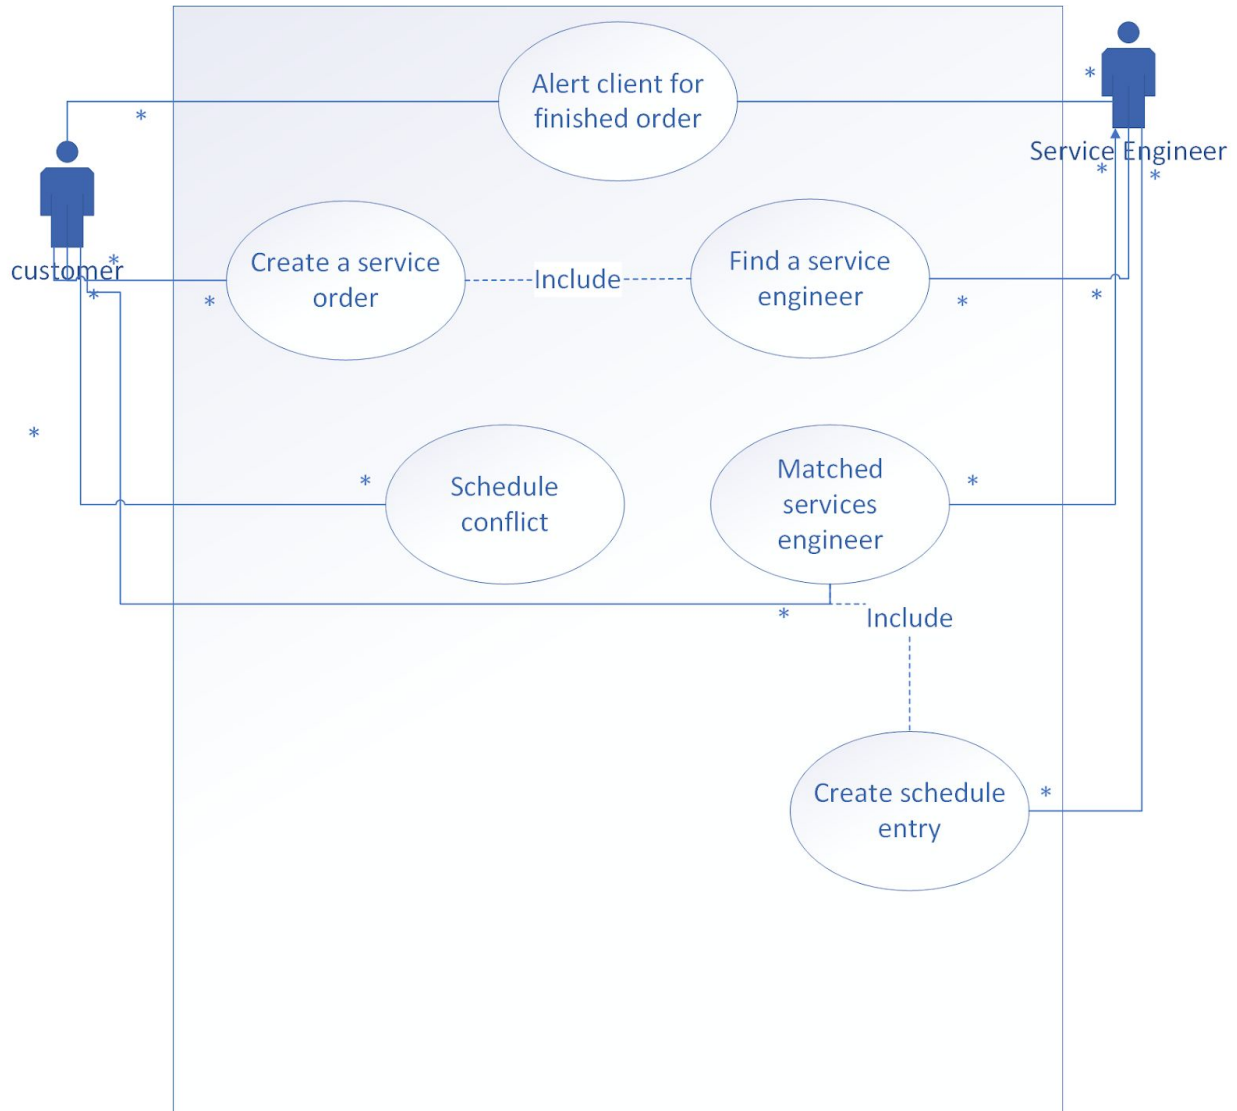 Alert client for
finished order
*
*
Service Engineer
*
*
customer
*
*
Create a service
order
*
Include
Find a service
engineer
*
*
*
Schedule
conflict
*
Matched
services
engineer
*
*
Include
Create schedule
entry
*